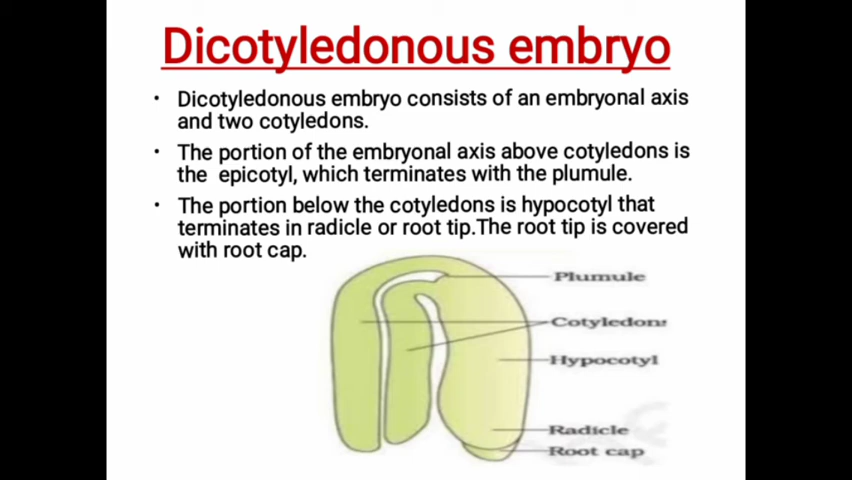 Dicotyledonous embryo
• Dicotyledonous embryo consists of an embryonal axis
and two cotyledons.
• The portion of the embryonal axis above cotyledons is
the epicotyl, which terminates with the plumule.
• The portion below the cotyledons is hypocotyl that
terminates in radicle or root tip.The root tip is covered
with root cap.
Plumule
Cotyledons
Hypocotyl
Radicle
Root cap